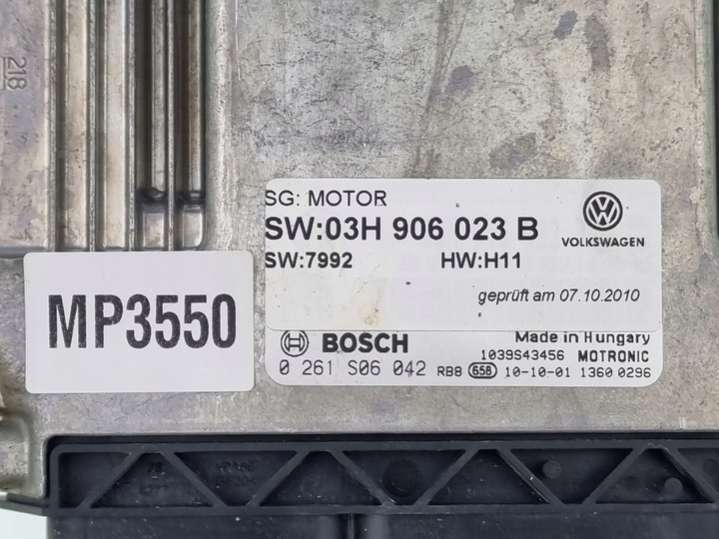 218
SG: MOTOR
SW:03H 906 023 B
VOLKSWAGEN
SW:7992 HW:H11
geprüft am 07.10.2010
MP3550
BOSCH
Made in Hungary
1039S43456 MOTRONIC
0 261 S06 042 RB8 658 10-10-01 1360 0296